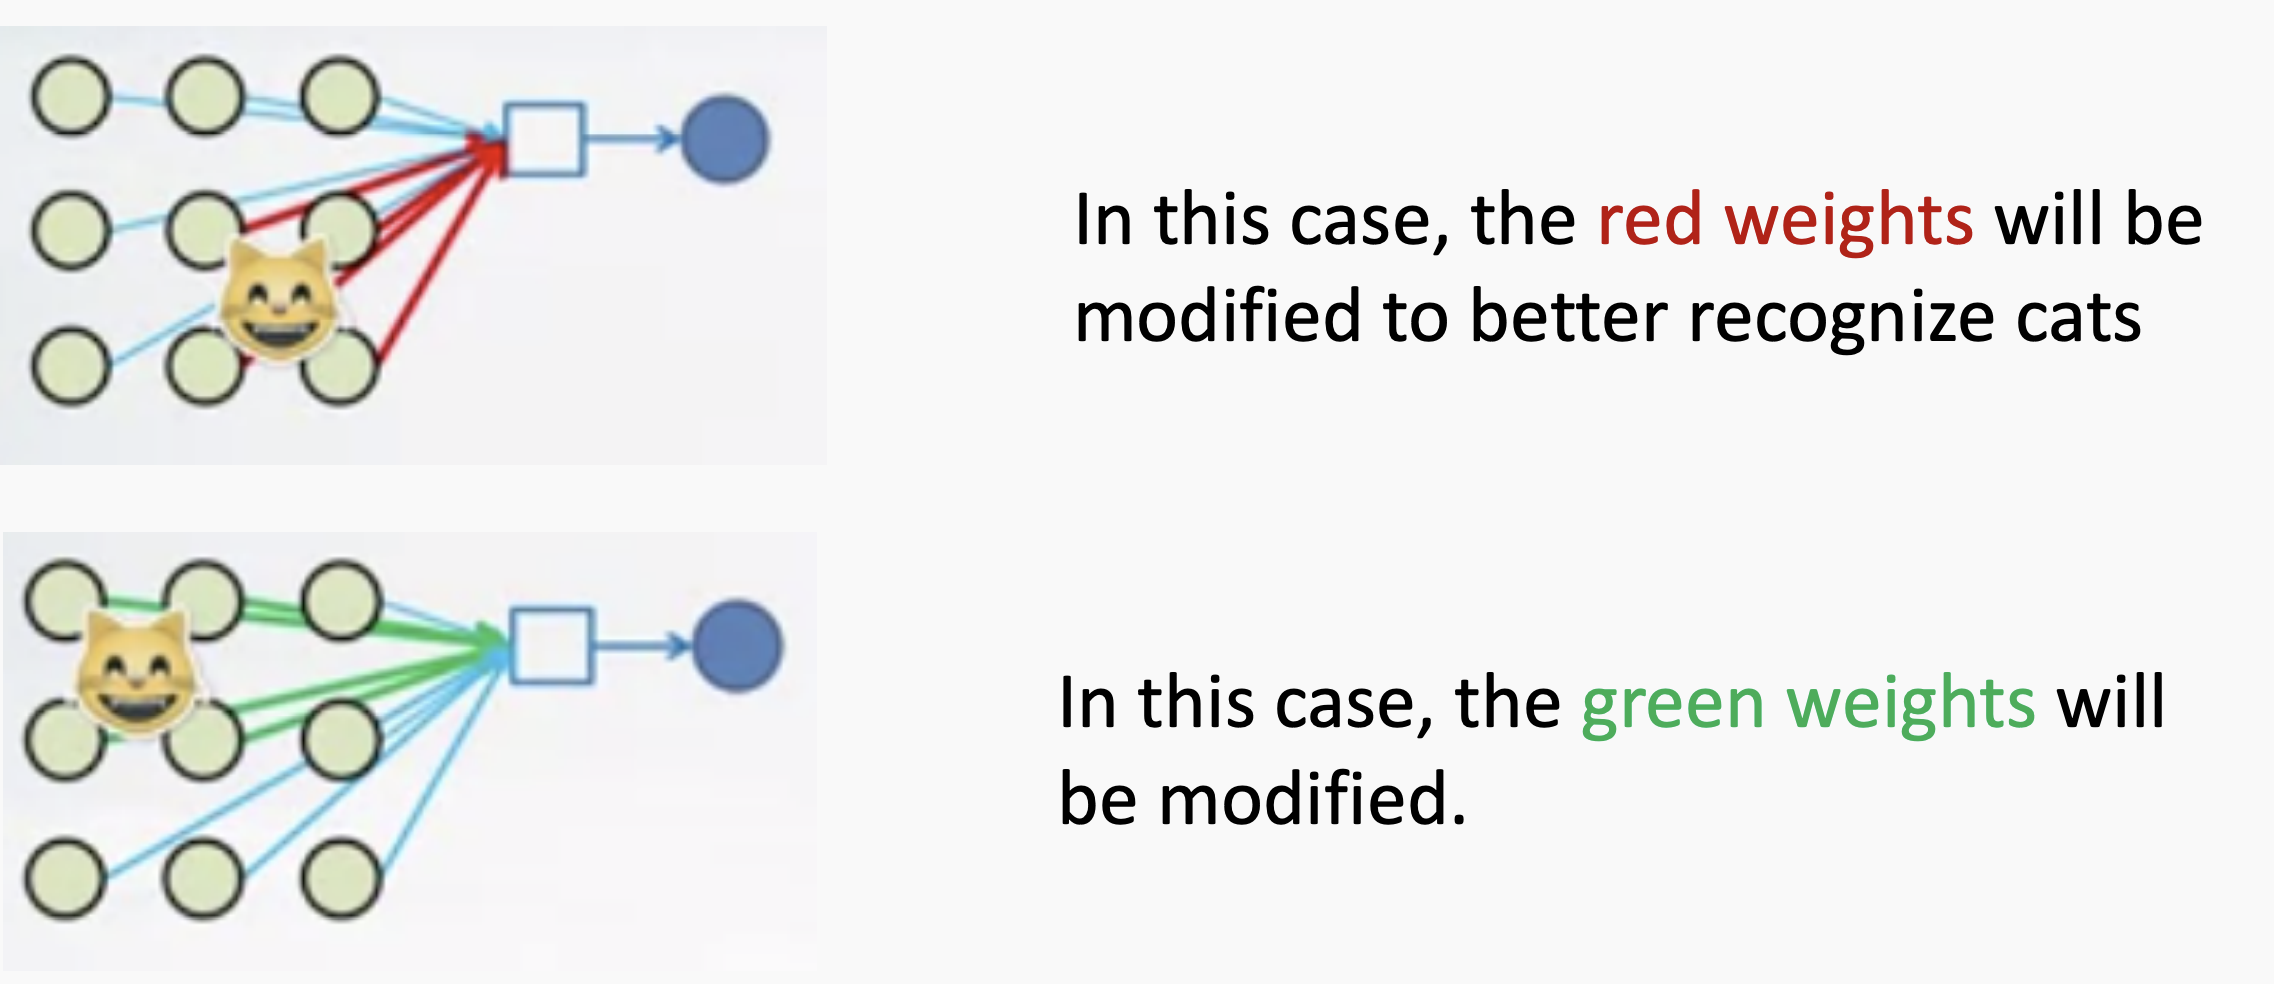 In this case, the red weights will be
modified to better recognize cats
In this case, the green weights will
be modified.